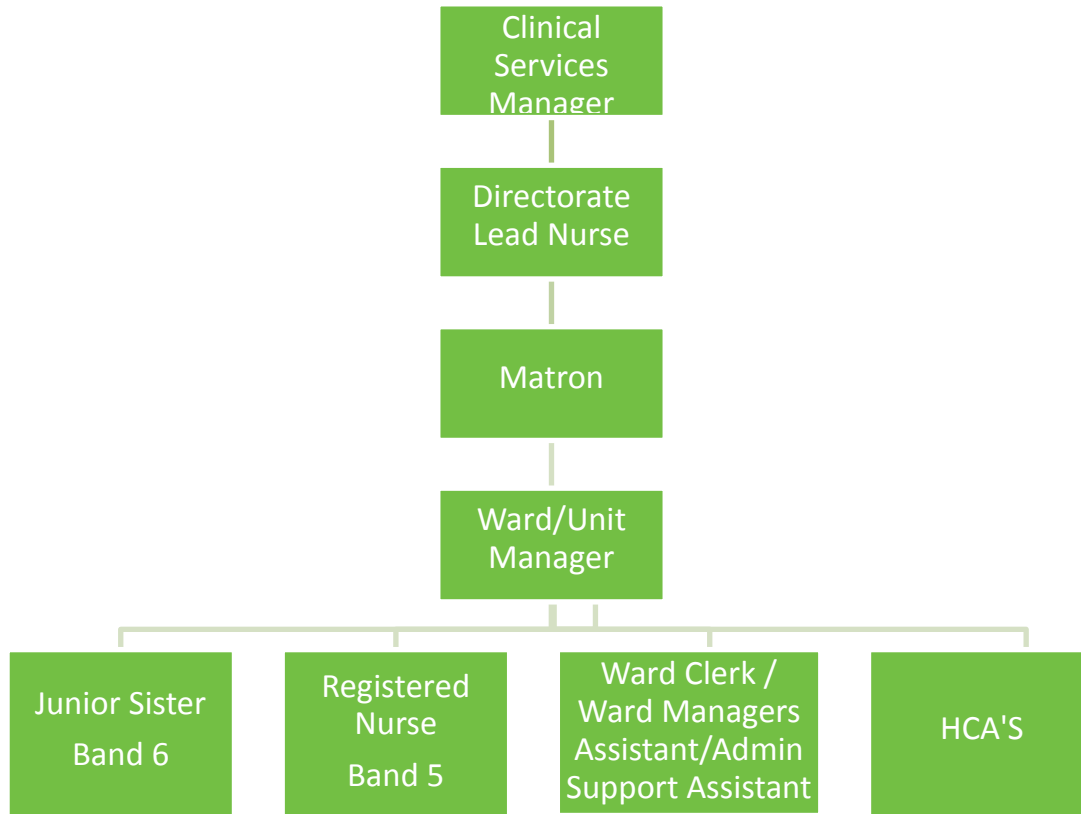 Clinical
Services
Manager
Directorate
Lead Nurse
Matron
Ward/Unit
Manager
Junior Sister
Band 6
Registered
Nurse
Band 5
Ward Clerk /
Ward Managers
Assistant/Admin
Support Assistant
HCA'S